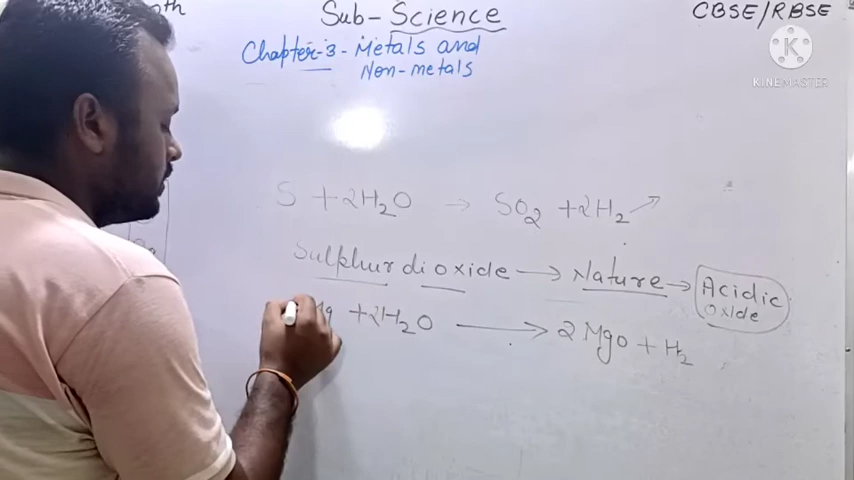 Sub-Science
CBSE/RBSE
Chapter-3- Metals and
Non-metals
KINEMASTER
S + 2H₂O → SO₂ + 2H₂ ↗
Sulphur dioxide → Nature → Acidic oxide
Mg + 2H₂O → 2Mgo + H₂